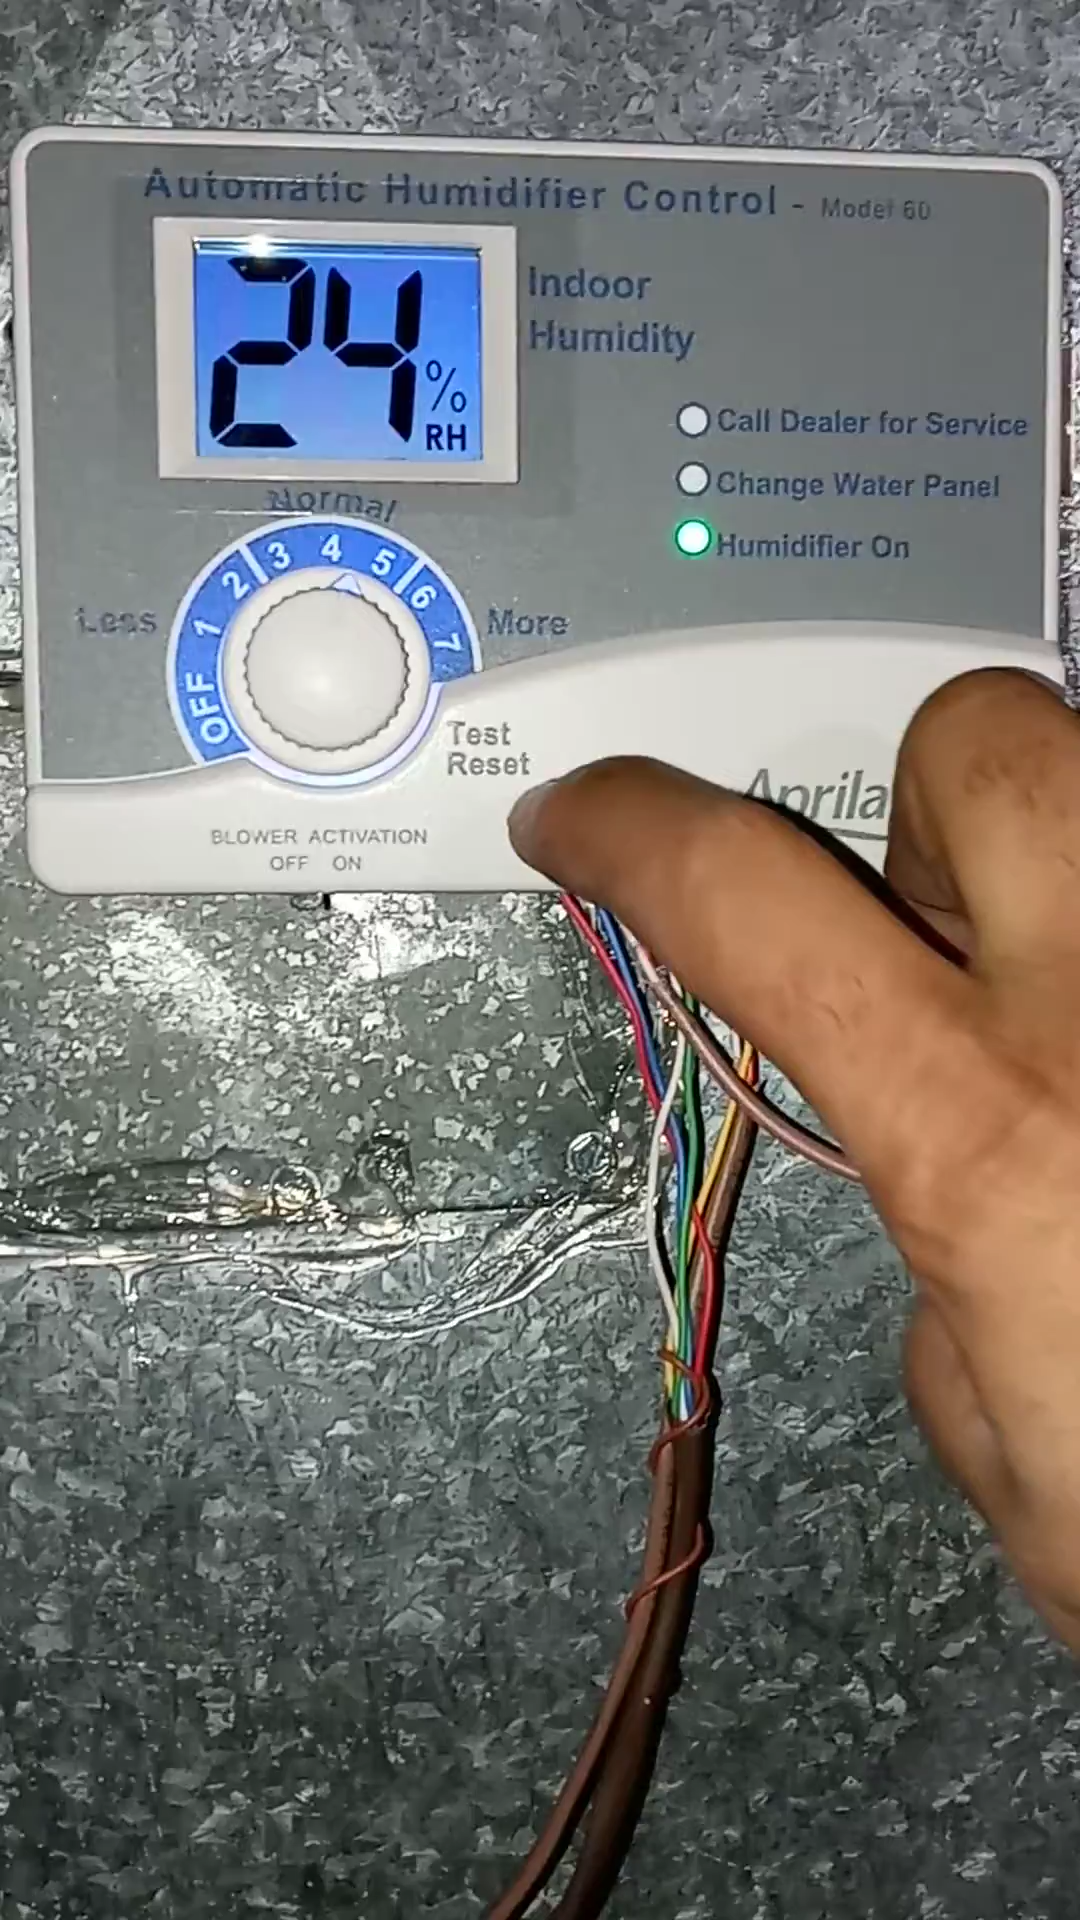 Automatic Humidifier Control - Model 60
24 % RH
Indoor
Humidity
Call Dealer for Service
Change Water Panel
Humidifier On
Normal
Less
More
OFF 1 2 3 4 5 6 7
Test
Reset
Aprila
BLOWER ACTIVATION
OFF ON